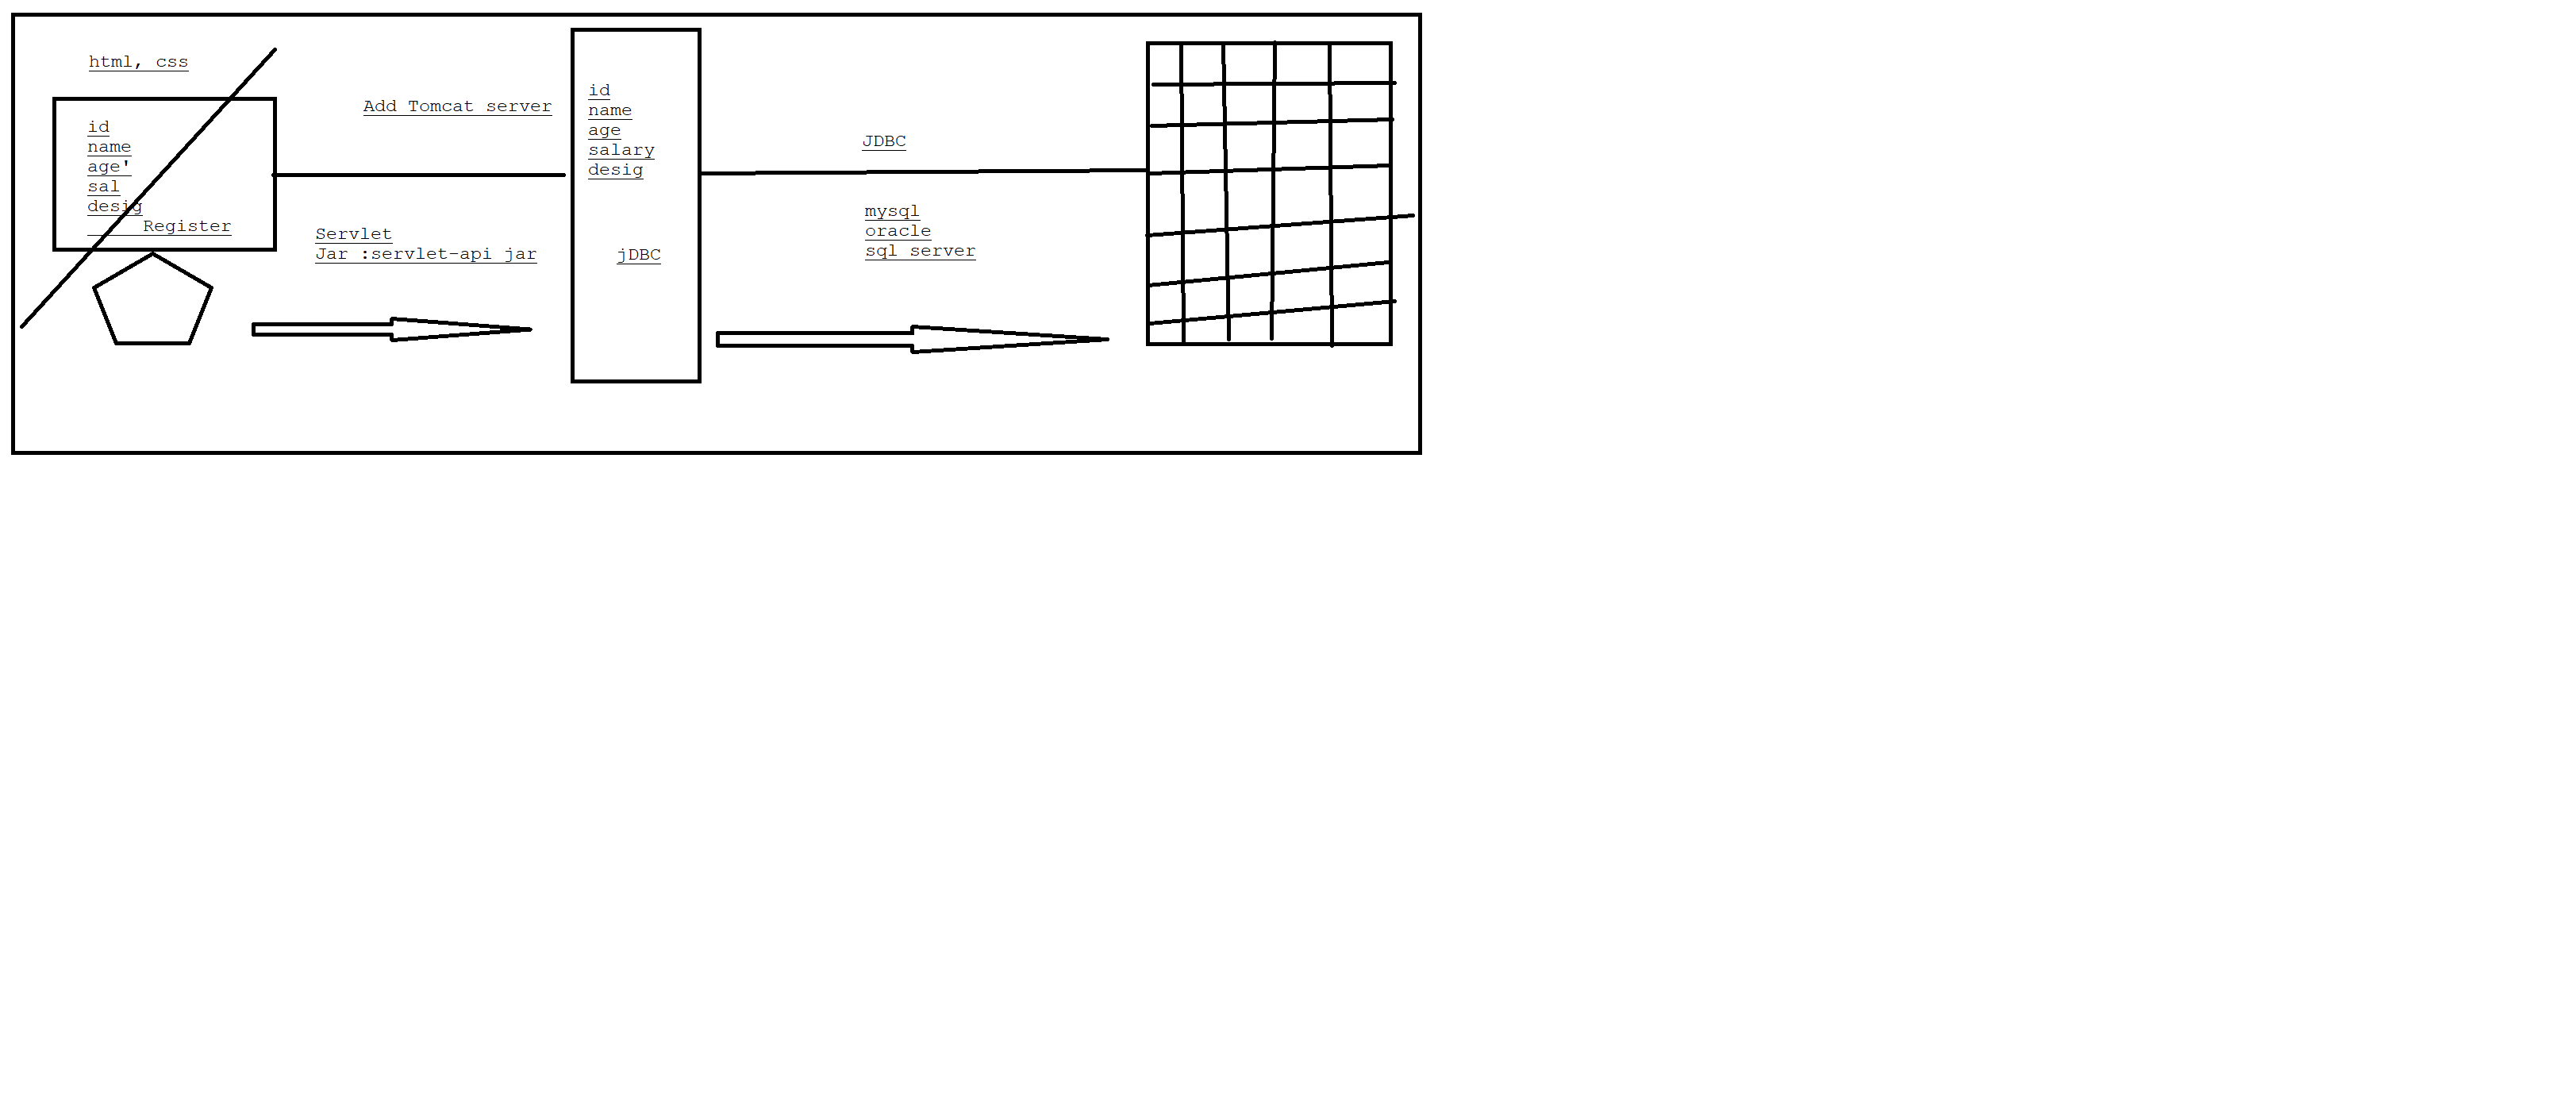 html, css
id
name
age'
sal
desig
Register
Add Tomcat server
Servlet
Jar :servlet-api jar
id
name
age
salary
desig
jDBC
JDBC
mysql
oracle
sql server